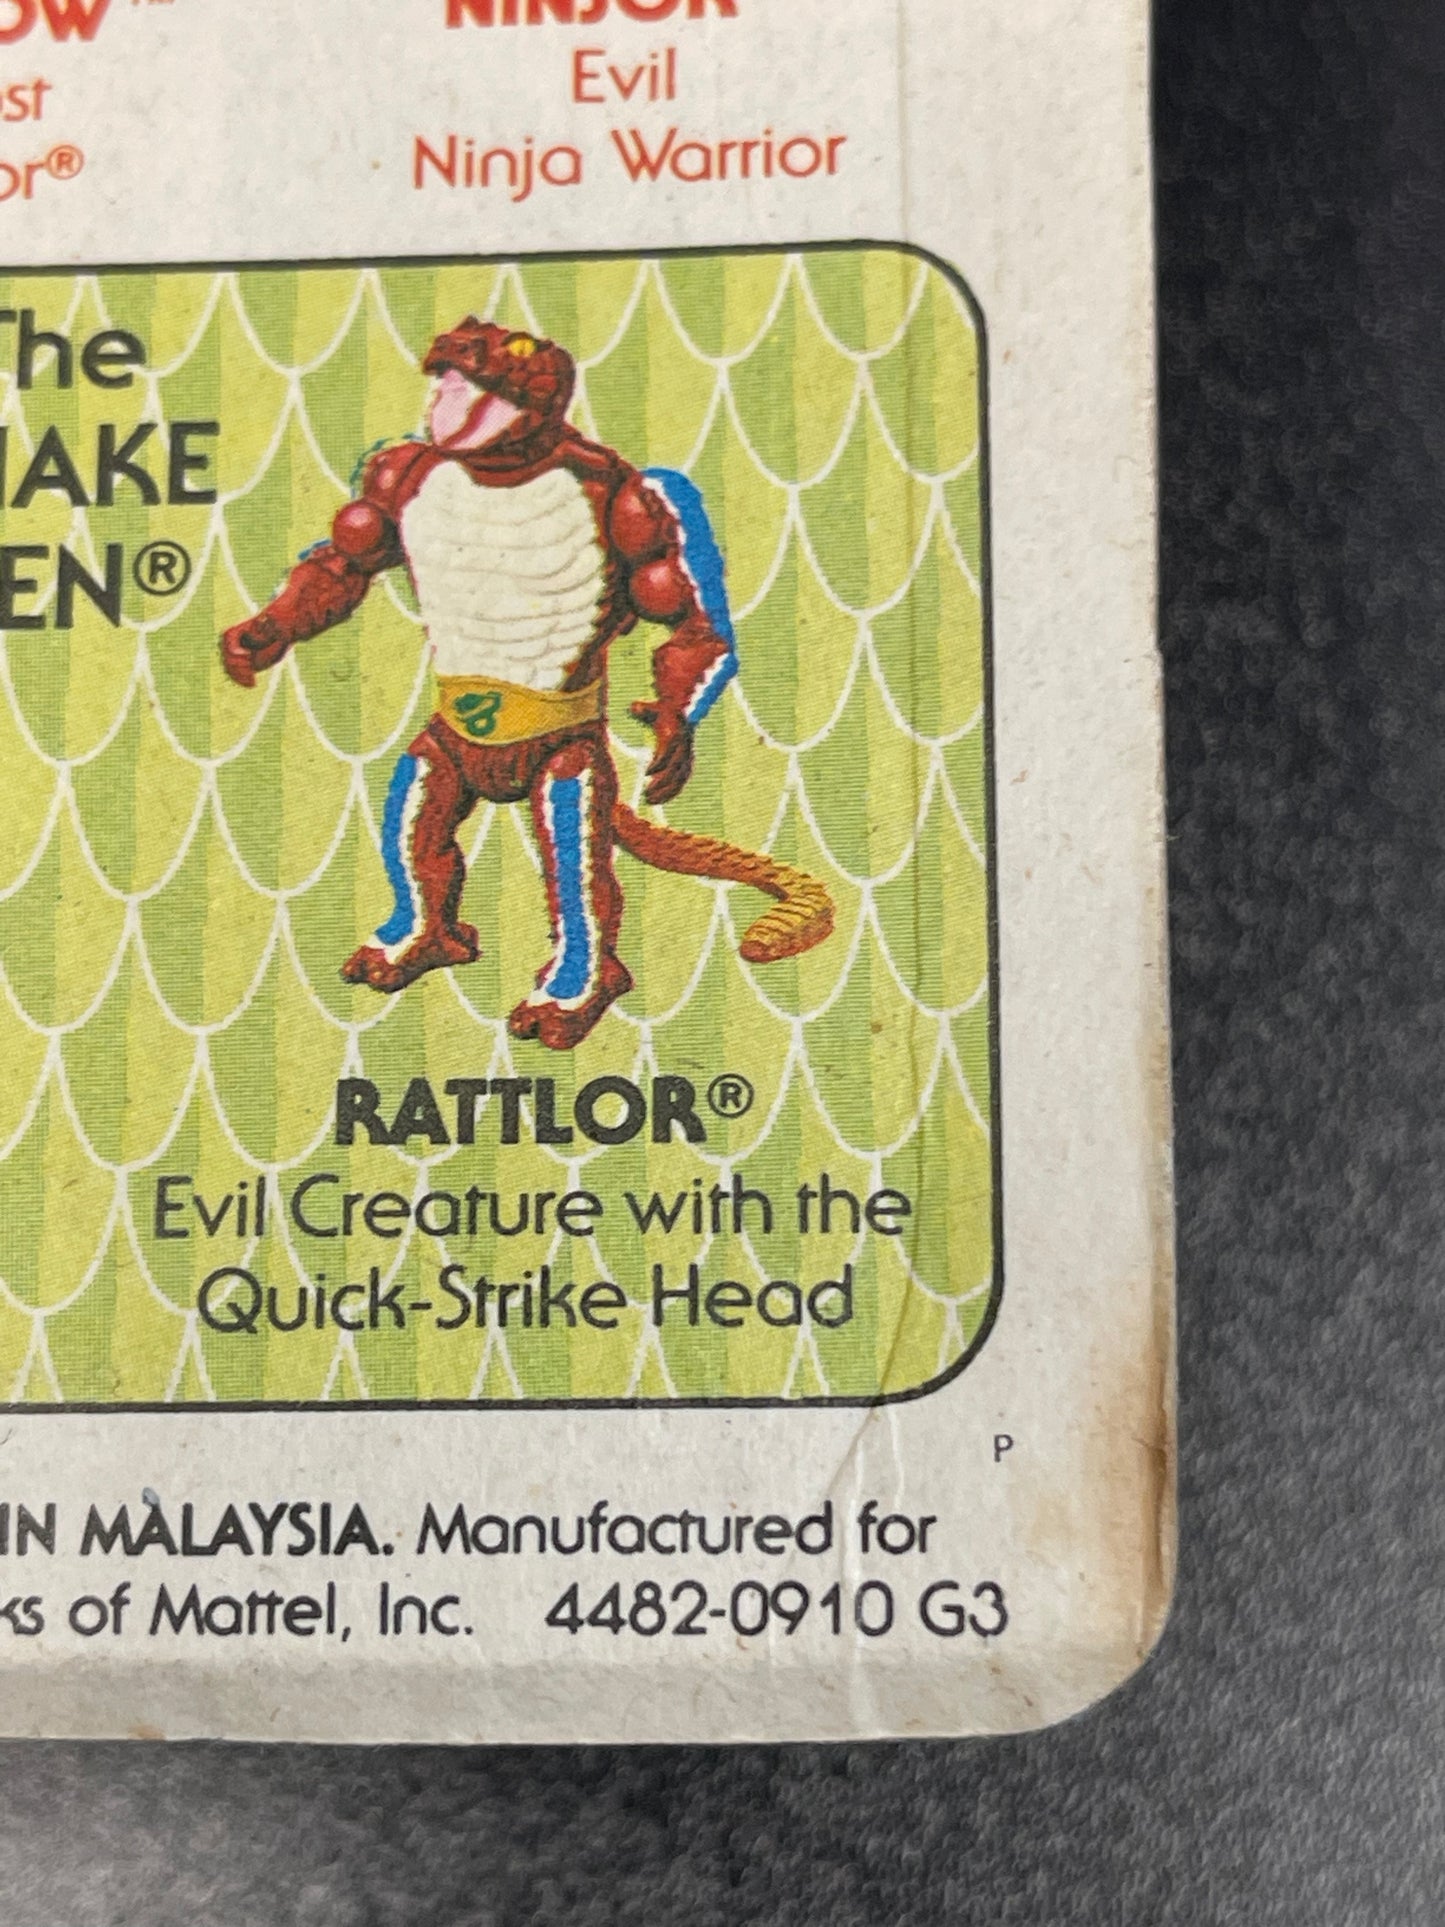 NINJOR
Evil
Ninja Warrior
The
EN®
RATTLOR®
Evil Creature with the
Quick-Strike Head
P
IN MALAYSIA. Manufactured for
of Mattel, Inc. 4482-0910 G3